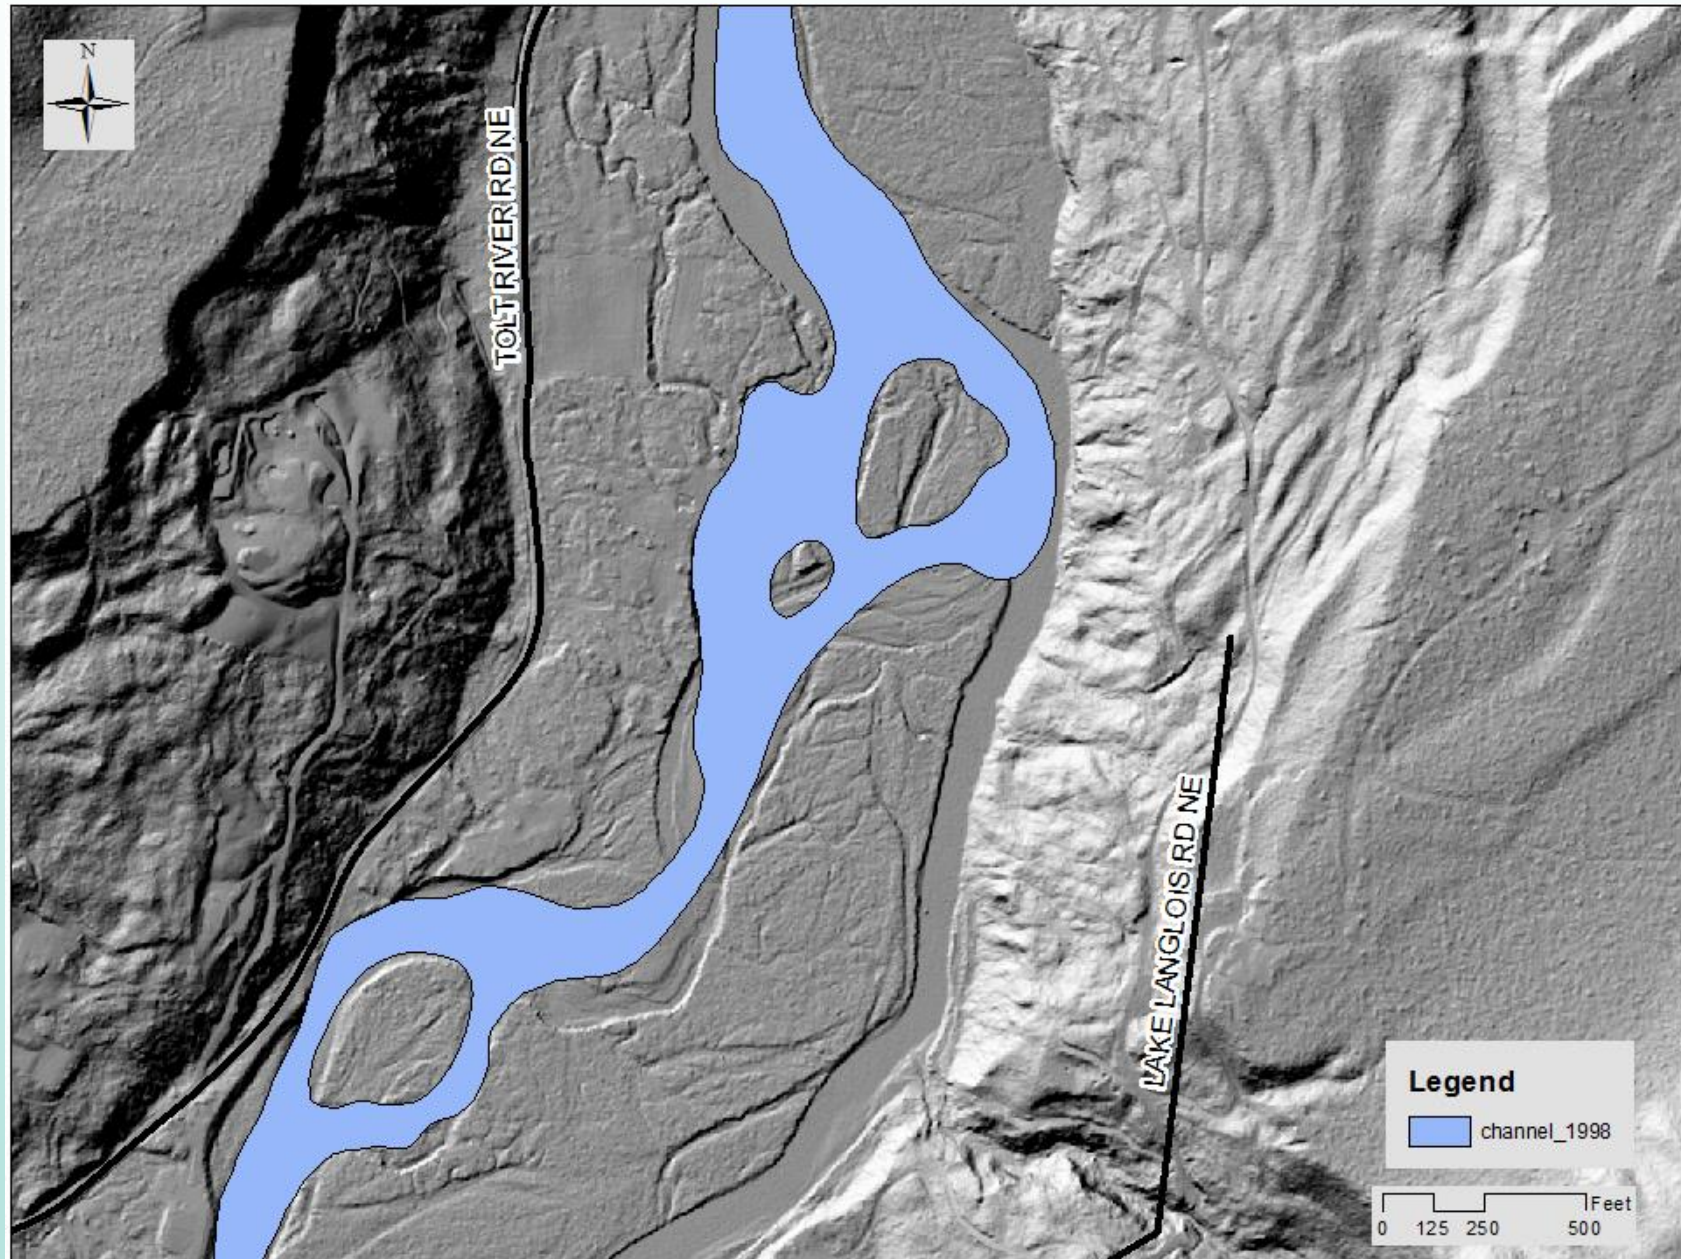 N
TOLT RIVER RD NE
LAKE LANGLOIS RD NE
Legend
channel_1998
Feet
0 125 250 500